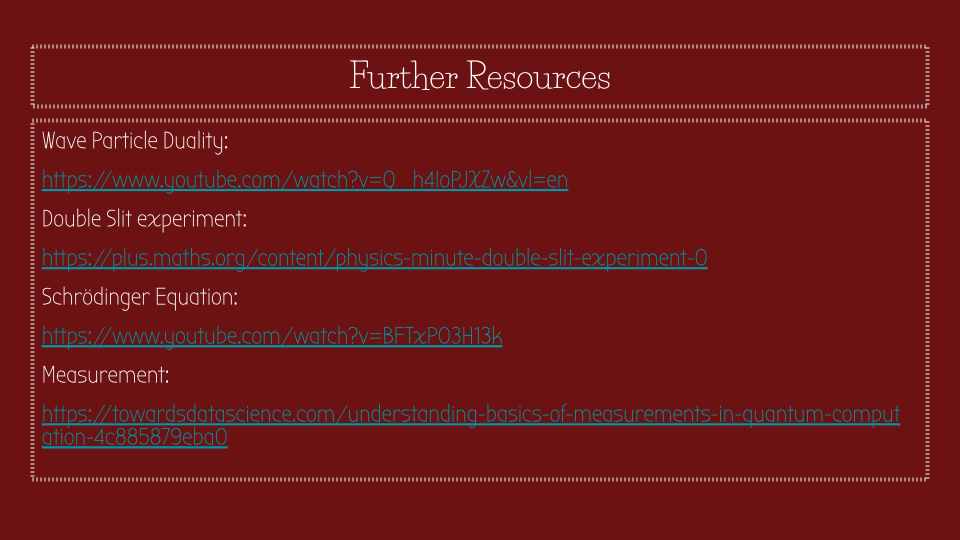 Further Resources
Wave Particle Duality:
https://www.youtube.com/watch?v=Q_h4IoPJXZw&vl=en
Double Slit experiment:
https://plus.maths.org/content/physics-minute-double-slit-experiment-0
Schrödinger Equation:
https://www.youtube.com/watch?v=BFTxP03H13k
Measurement:
https://towardsdatascience.com/understanding-basics-of-measurements-in-quantum-comput
ation-4c885879eba0